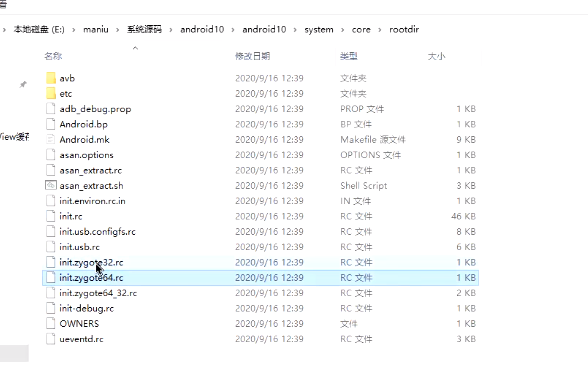 › 本地磁盘 (E:) › maniu › 系统源码 › android10 › android10 › system › core › rootdir
名称 修改日期 类型 大小
avb 2020/9/16 12:39 文件夹
etc 2020/9/16 12:39 文件夹
adb_debug.prop 2020/9/16 12:39 PROP 文件 1 KB
Android.bp 2020/9/16 12:39 BP 文件 1 KB
Android.mk 2020/9/16 12:39 Makefile 源文件 9 KB
asan.options 2020/9/16 12:39 OPTIONS 文件 1 KB
asan_extract.rc 2020/9/16 12:39 RC 文件 1 KB
asan_extract.sh 2020/9/16 12:39 Shell Script 3 KB
init.environ.rc.in 2020/9/16 12:39 IN 文件 1 KB
init.rc 2020/9/16 12:39 RC 文件 46 KB
init.usb.configfs.rc 2020/9/16 12:39 RC 文件 8 KB
init.usb.rc 2020/9/16 12:39 RC 文件 6 KB
init.zygote32.rc 2020/9/16 12:39 RC 文件 1 KB
init.zygote64.rc 2020/9/16 12:39 RC 文件 1 KB
init.zygote64_32.rc 2020/9/16 12:39 RC 文件 2 KB
init-debug.rc 2020/9/16 12:39 RC 文件 1 KB
OWNERS 2020/9/16 12:39 文件 1 KB
ueventd.rc 2020/9/16 12:39 RC 文件 3 KB
View缓存